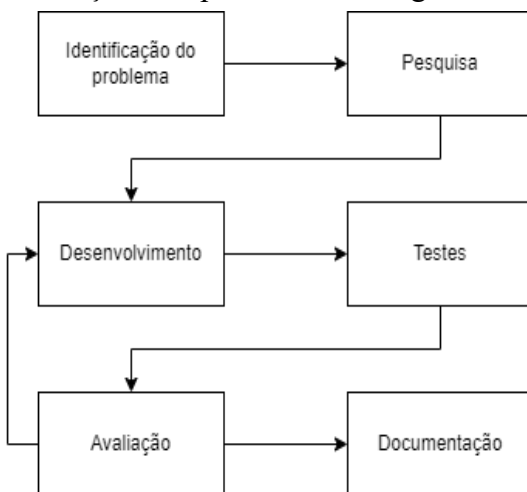 Identificação do
problema
Pesquisa
Desenvolvimento
Testes
Avaliação
Documentação